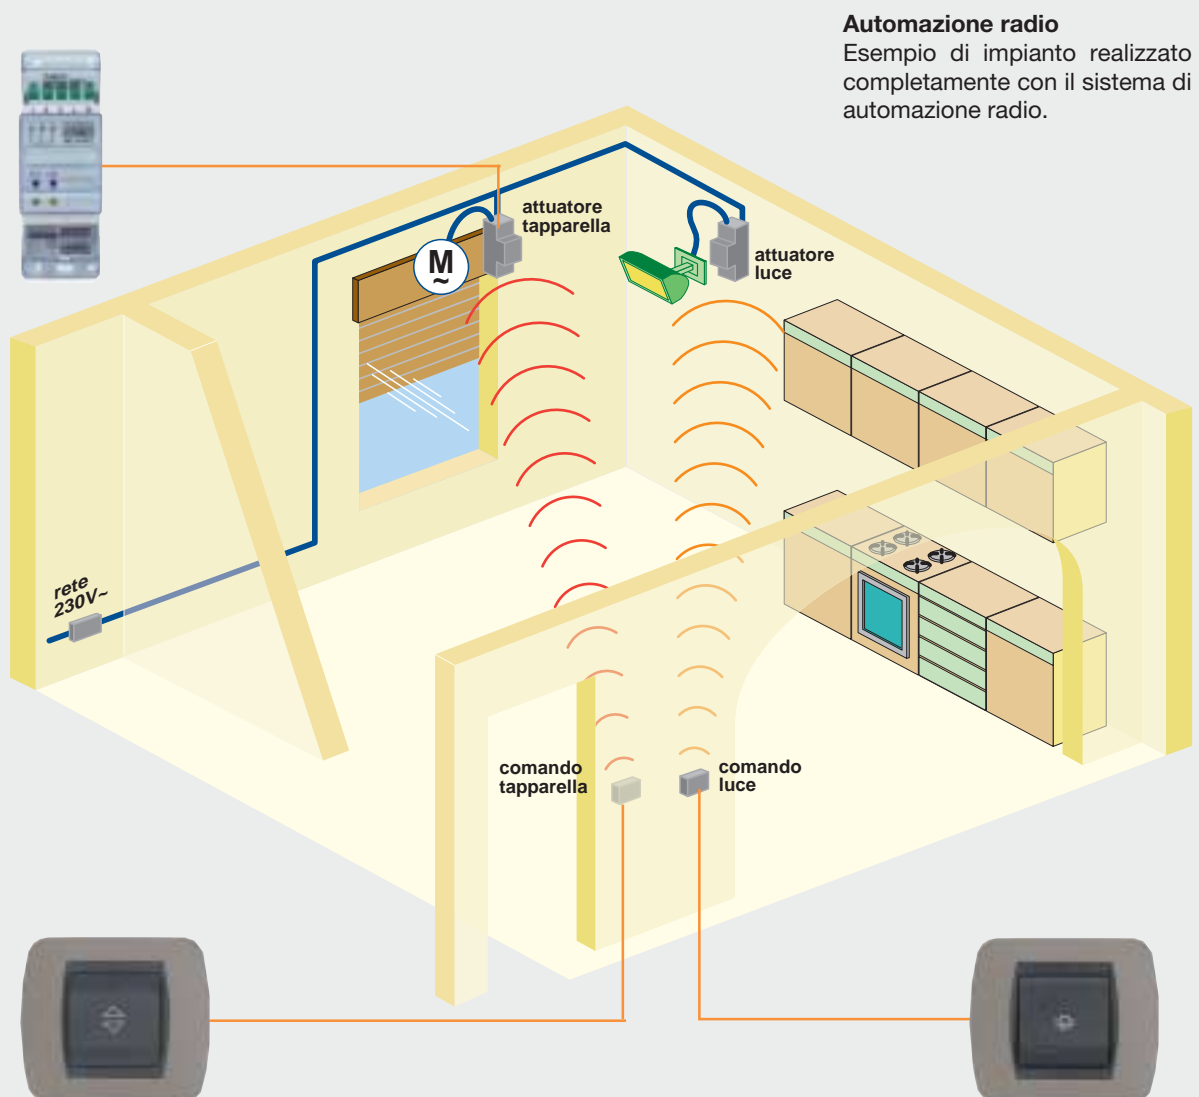 Automazione radio
Esempio di impianto realizzato
completamente con il sistema di
automazione radio.
attuatore
tapparella
M
~
attuatore
luce
rete
230V~
comando
tapparella
comando
luce